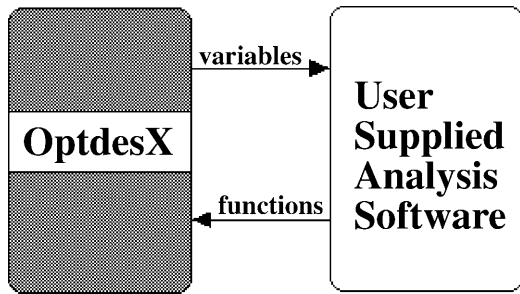 variables
OptdesX
User
Supplied
Analysis
Software
functions